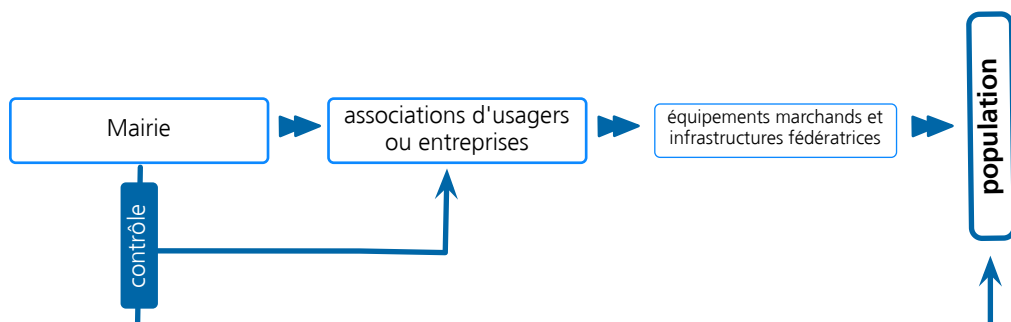 Mairie
associations d'usagers
ou entreprises
équipements marchands et
infrastructures fédératrices
population
contrôle